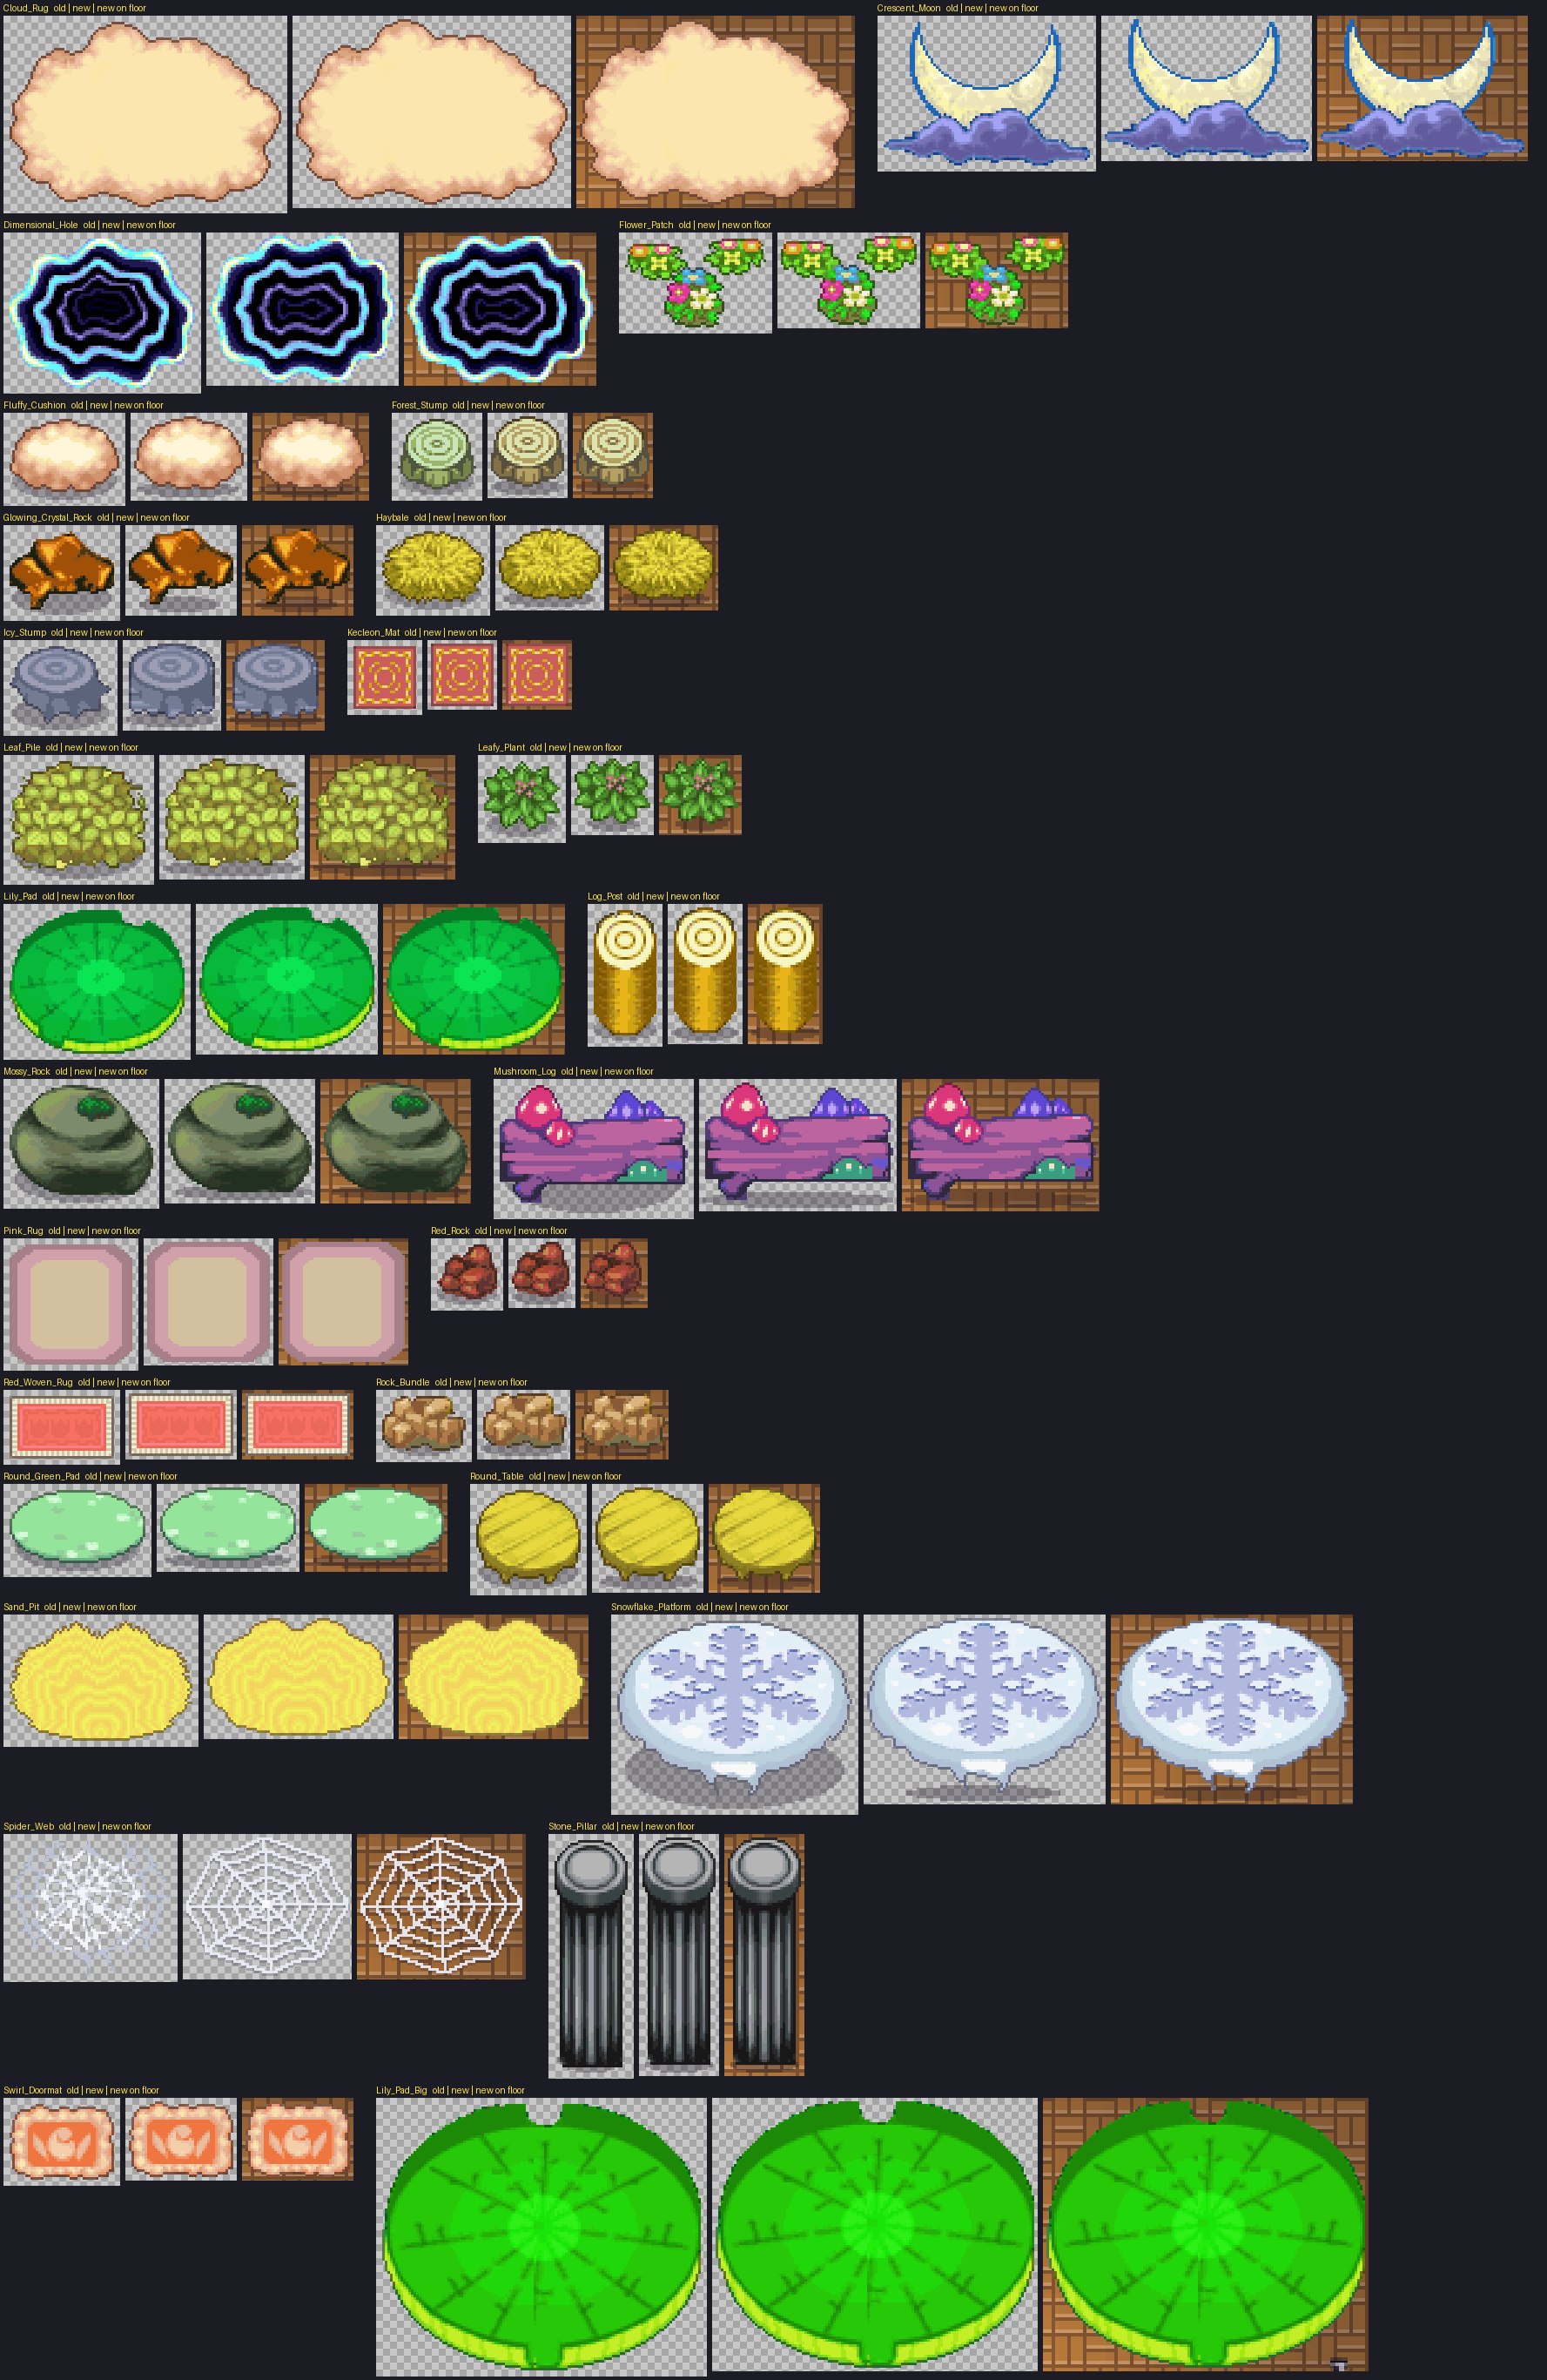 Cloud_Rug old | new | new on floor
Crescent_Moon old | new | new on floor
Dimensional_Hole old | new | new on floor
Flower_Patch old | new | new on floor
Fluffy_Cushion old | new | new on floor
Forest_Stump old | new | new on floor
Glowing_Crystal_Rock old | new | new on floor
Haybale old | new | new on floor
Icy_Stump old | new | new on floor
Kecleon_Mat old | new | new on floor
Leaf_Pile old | new | new on floor
Leafy_Plant old | new | new on floor
Lily_Pad old | new | new on floor
Log_Post old | new | new on floor
Mossy_Rock old | new | new on floor
Mushroom_Log old | new | new on floor
Pink_Rug old | new | new on floor
Red_Rock old | new | new on floor
Red_Woven_Rug old | new | new on floor
Rock_Bundle old | new | new on floor
Round_Green_Pad old | new | new on floor
Round_Table old | new | new on floor
Sand_Pit old | new | new on floor
Snowflake_Platform old | new | new on floor
Spider_Web old | new | new on floor
Stone_Pillar old | new | new on floor
Swirl_Doormat old | new | new on floor
Lily_Pad_Big old | new | new on floor